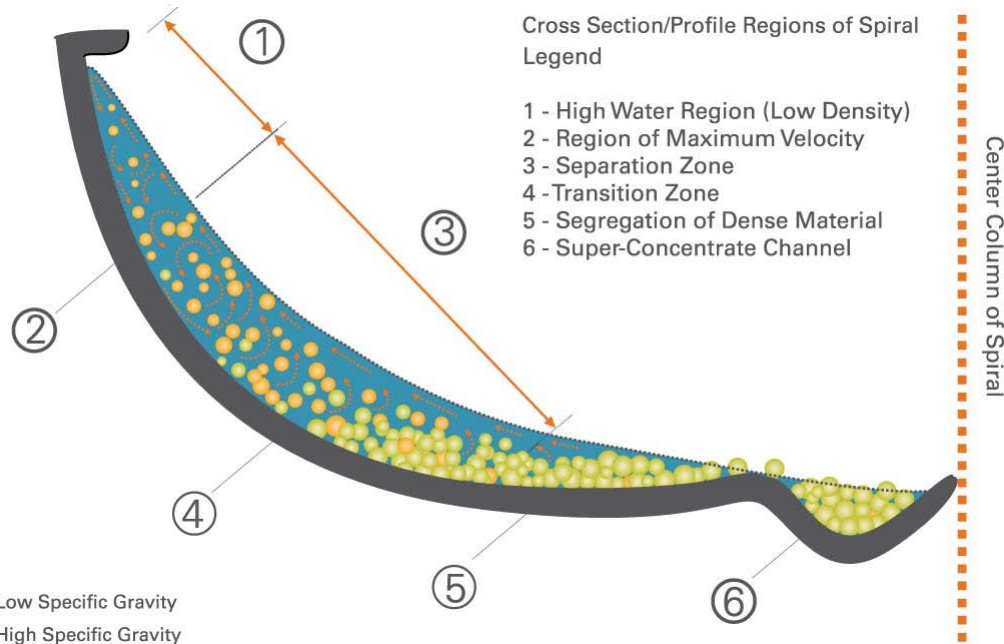 Cross Section/Profile Regions of Spiral
Legend
1 - High Water Region (Low Density)
2 - Region of Maximum Velocity
3 - Separation Zone
4 - Transition Zone
5 - Segregation of Dense Material
6 - Super-Concentrate Channel
1
3
2
4
5
6
Center Column of Spiral
Low Specific Gravity
High Specific Gravity